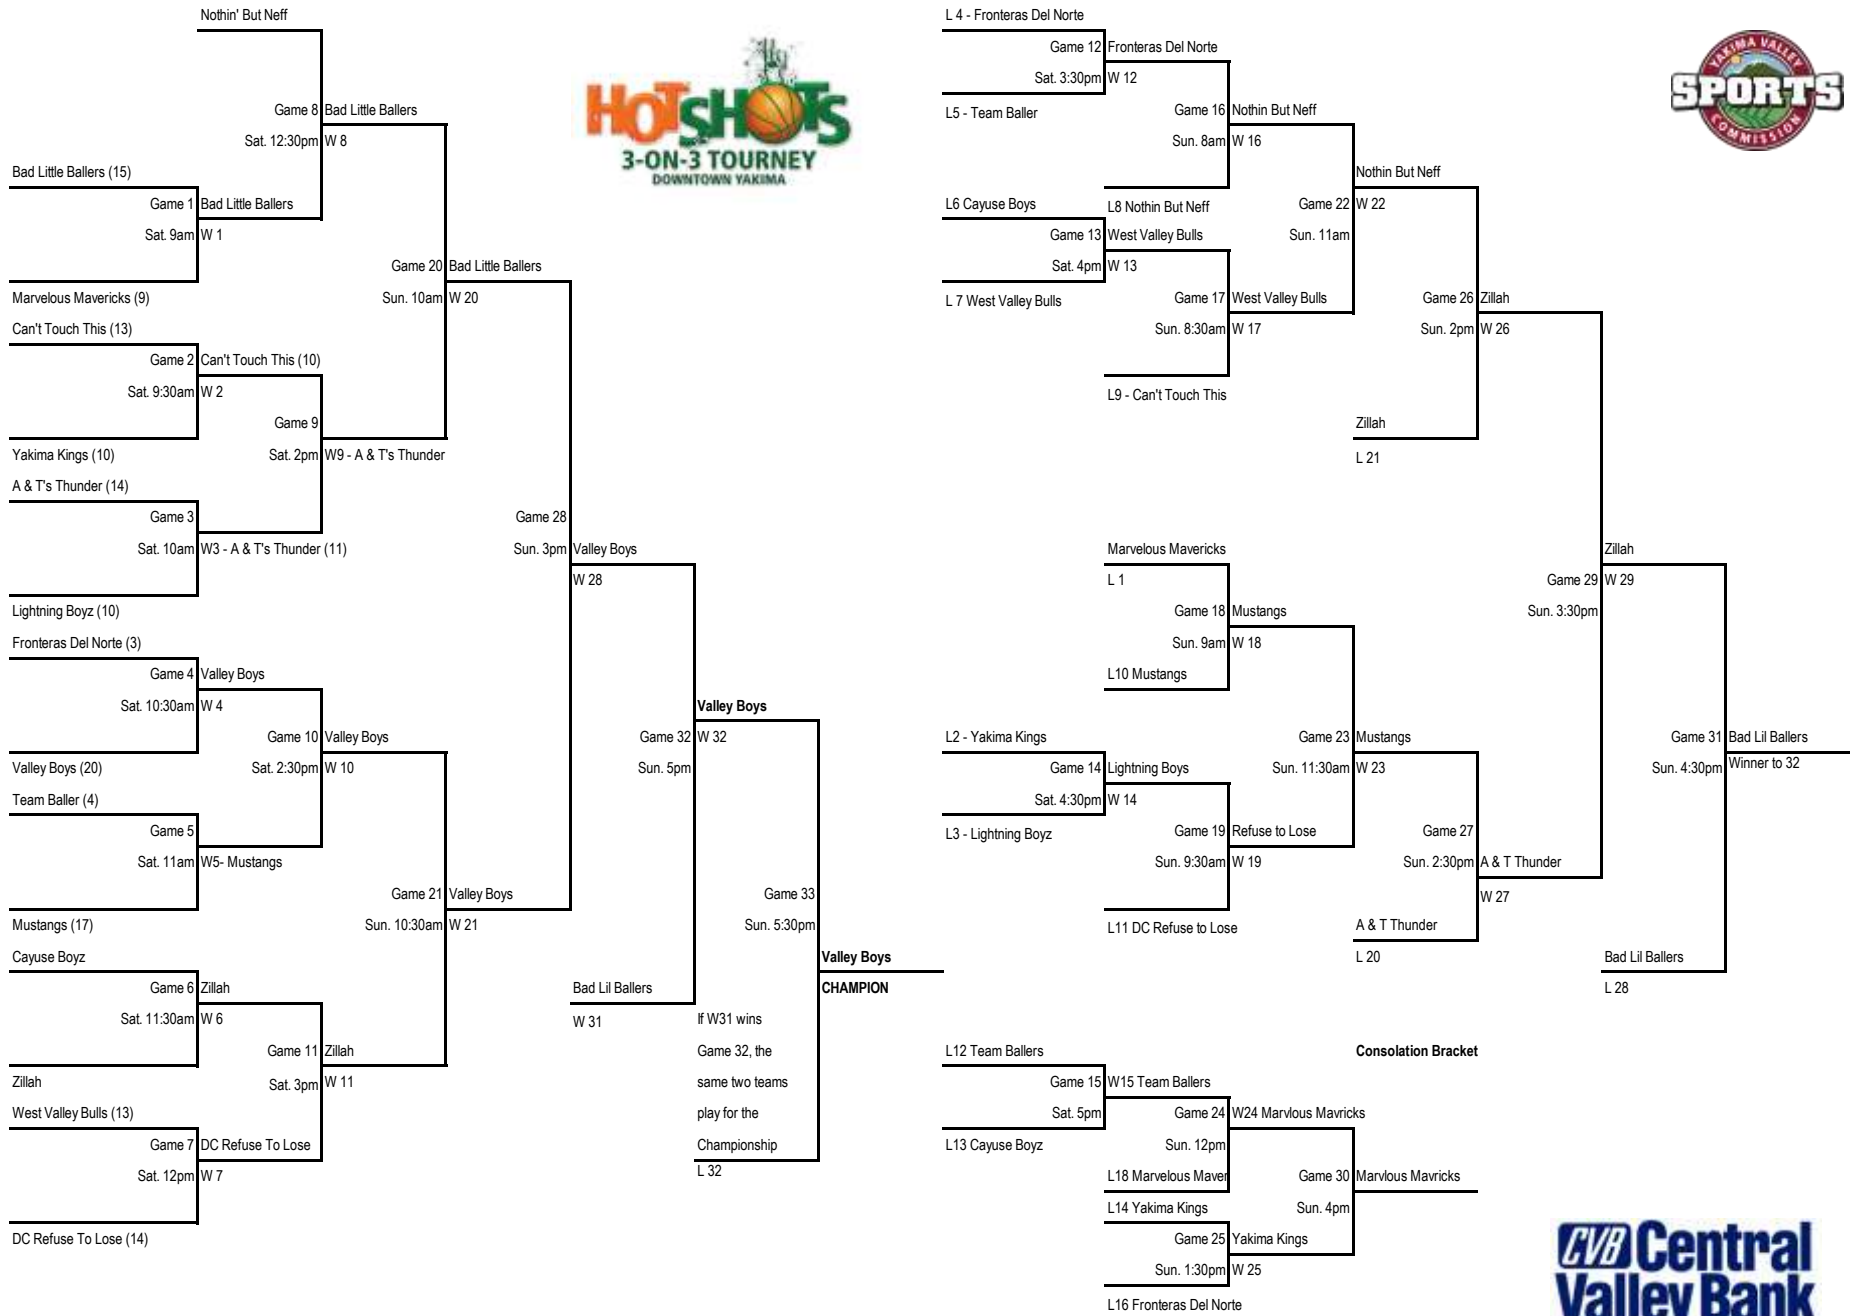 Nothin' But Neff
Game 8 Bad Little Ballers
Sat. 12:30pm W 8
Bad Little Ballers (15)
Game 1 Bad Little Ballers
Sat. 9am W 1
Marvelous Mavericks (9)
Game 20 Bad Little Ballers
Sun. 10am W 20
Can't Touch This (13)
Game 2 Can't Touch This (10)
Sat. 9:30am W 2
Yakima Kings (10)
Game 9
Sat. 2pm W9 - A & T's Thunder
A & T's Thunder (14)
Game 3
Sat. 10am W3 - A & T's Thunder (11)
Lightning Boyz (10)
Game 28
Sun. 3pm Valley Boys
W 28
Fronteras Del Norte (3)
Game 4 Valley Boys
Sat. 10:30am W 4
Valley Boys (20)
Game 10 Valley Boys
Sat. 2:30pm W 10
Team Baller (4)
Game 5
Sat. 11am W5- Mustangs
Mustangs (17)
Game 21 Valley Boys
Sun. 10:30am W 21
Cayuse Boyz
Game 6 Zillah
Sat. 11:30am W 6
Zillah
Game 11 Zillah
Sat. 3pm W 11
West Valley Bulls (13)
Game 7 DC Refuse To Lose
Sat. 12pm W 7
DC Refuse To Lose (14)
Valley Boys
Game 32 W 32
Sun. 5pm
Bad Lil Ballers
W 31
Game 33
Sun. 5:30pm
Valley Boys
CHAMPION
If W31 wins
Game 32, the
same two teams
play for the
Championship
L 32
HOTSHOTS
3-ON-3 TOURNEY
DOWNTOWN YAKIMA
L 4 - Fronteras Del Norte
Game 12 Fronteras Del Norte
Sat. 3:30pm W 12
L5 - Team Baller
Game 16 Nothin But Neff
Sun. 8am W 16
L8 Nothin But Neff
L6 Cayuse Boys
Game 13 West Valley Bulls
Sat. 4pm W 13
L 7 West Valley Bulls
Game 17 West Valley Bulls
Sun. 8:30am W 17
L9 - Can't Touch This
Nothin But Neff
Game 22 W 22
Sun. 11am
Game 26 Zillah
Sun. 2pm W 26
Zillah
L 21
Marvelous Mavericks
L 1
Game 18 Mustangs
Sun. 9am W 18
L10 Mustangs
L2 - Yakima Kings
Game 14 Lightning Boys
Sat. 4:30pm W 14
L3 - Lightning Boyz
Game 19 Refuse to Lose
Sun. 9:30am W 19
L11 DC Refuse to Lose
Game 23 Mustangs
Sun. 11:30am W 23
Game 27
Sun. 2:30pm A & T Thunder
W 27
A & T Thunder
L 20
Zillah
Game 29 W 29
Sun. 3:30pm
Game 31 Bad Lil Ballers
Sun. 4:30pm Winner to 32
Bad Lil Ballers
L 28
Consolation Bracket
L12 Team Ballers
Game 15 W15 Team Ballers
Sat. 5pm
L13 Cayuse Boyz
Game 24 W24 Marvlous Mavricks
Sun. 12pm
L18 Marvelous Maver
L14 Yakima Kings
Game 25 Yakima Kings
Sun. 1:30pm W 25
L16 Fronteras Del Norte
Game 30 Marvlous Mavricks
Sun. 4pm
YAKIMA VALLEY
SPORTS
COMMISSION
CVB Central
Valley Bank